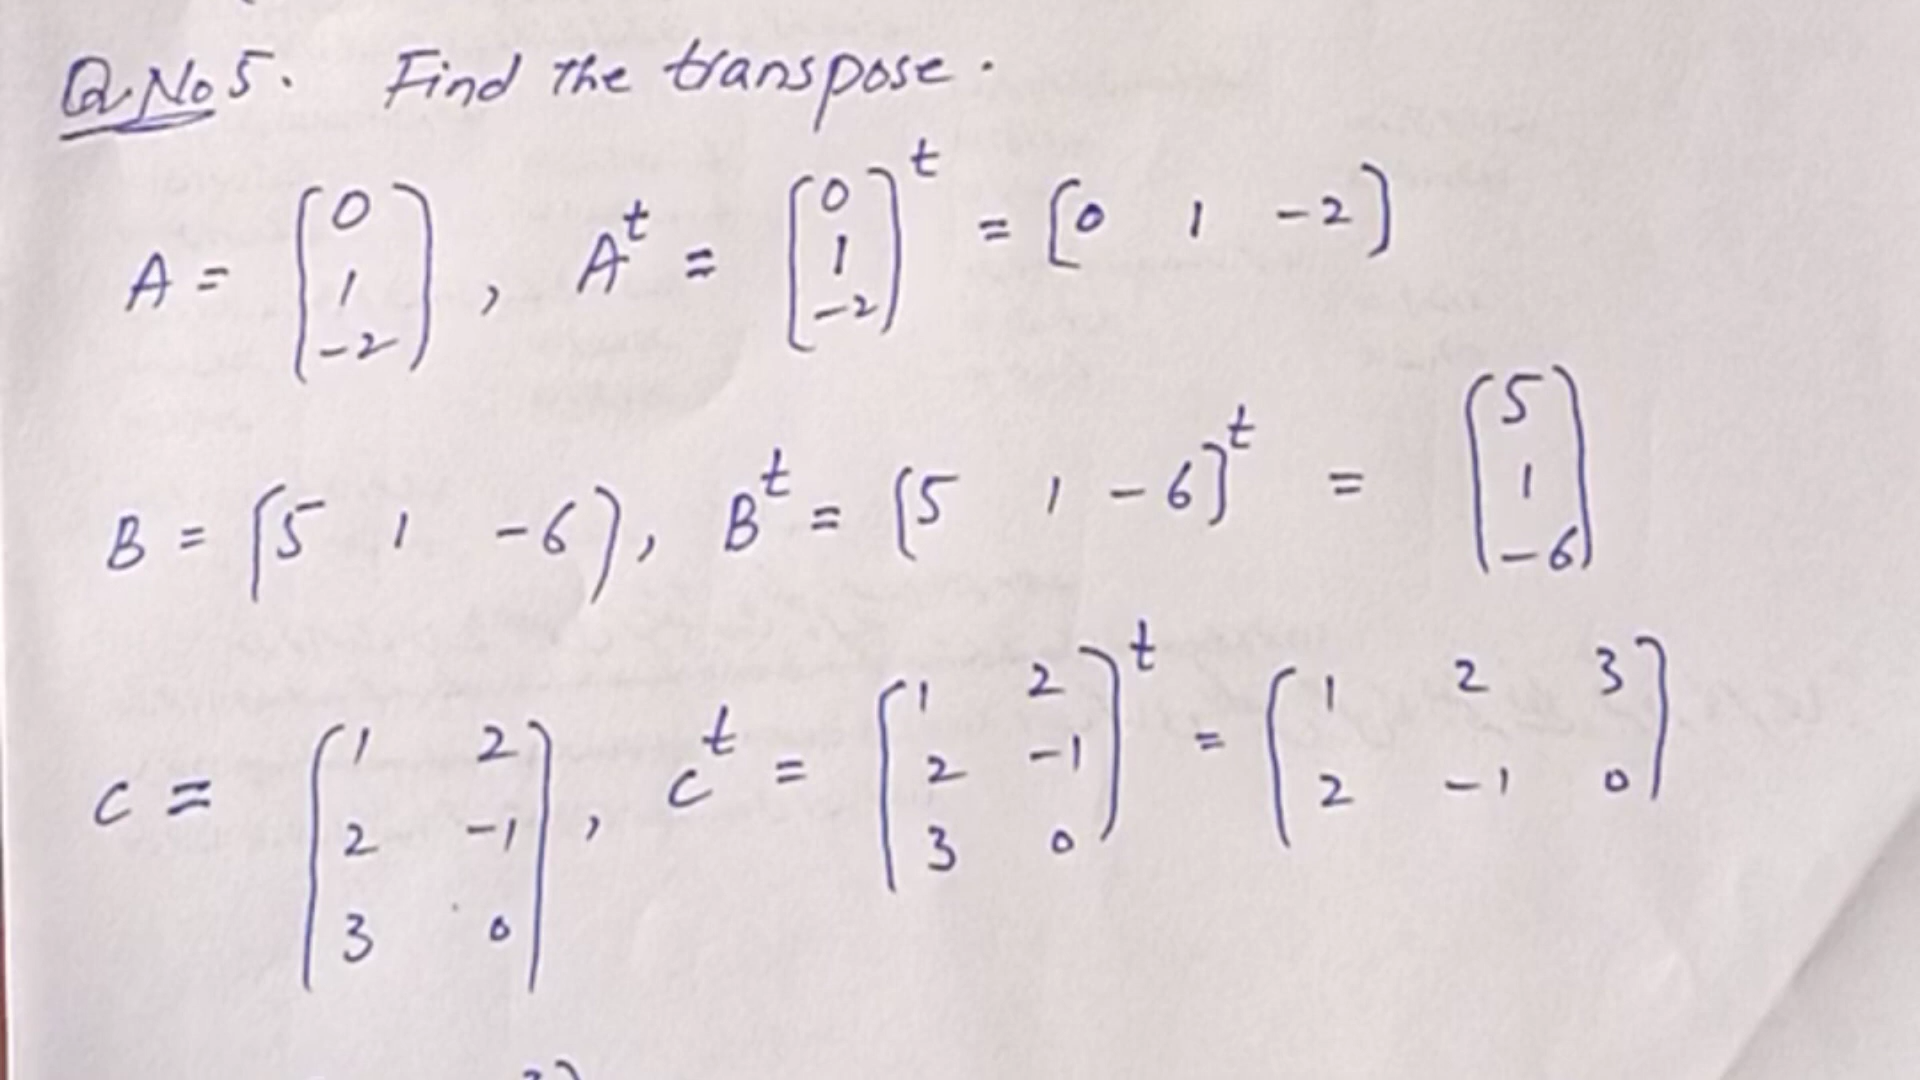 Q.No 5. Find the transpose.
A = [0 1 -2], Aᵗ = [0 1 -2]ᵗ = [0 1 -2]
B = [5 1 -6], Bᵗ = [5 1 -6]ᵗ = [5 1 -6]
C = [1 2
2 -1
3 0], Cᵗ = [1 2
2 -1
3 0]ᵗ = [1 2 3
2 -1 0]